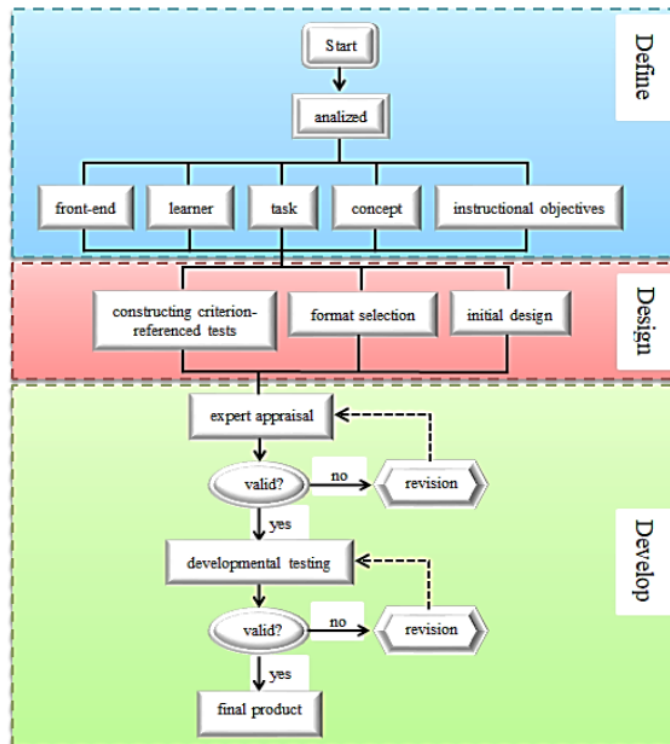 Start
Define
analized
front-end
learner
task
concept
instructional objectives
constructing criterion-
referenced tests
format selection
initial design
Design
expert appraisal
valid?
no
revision
yes
developmental testing
Develop
valid?
no
revision
yes
final product